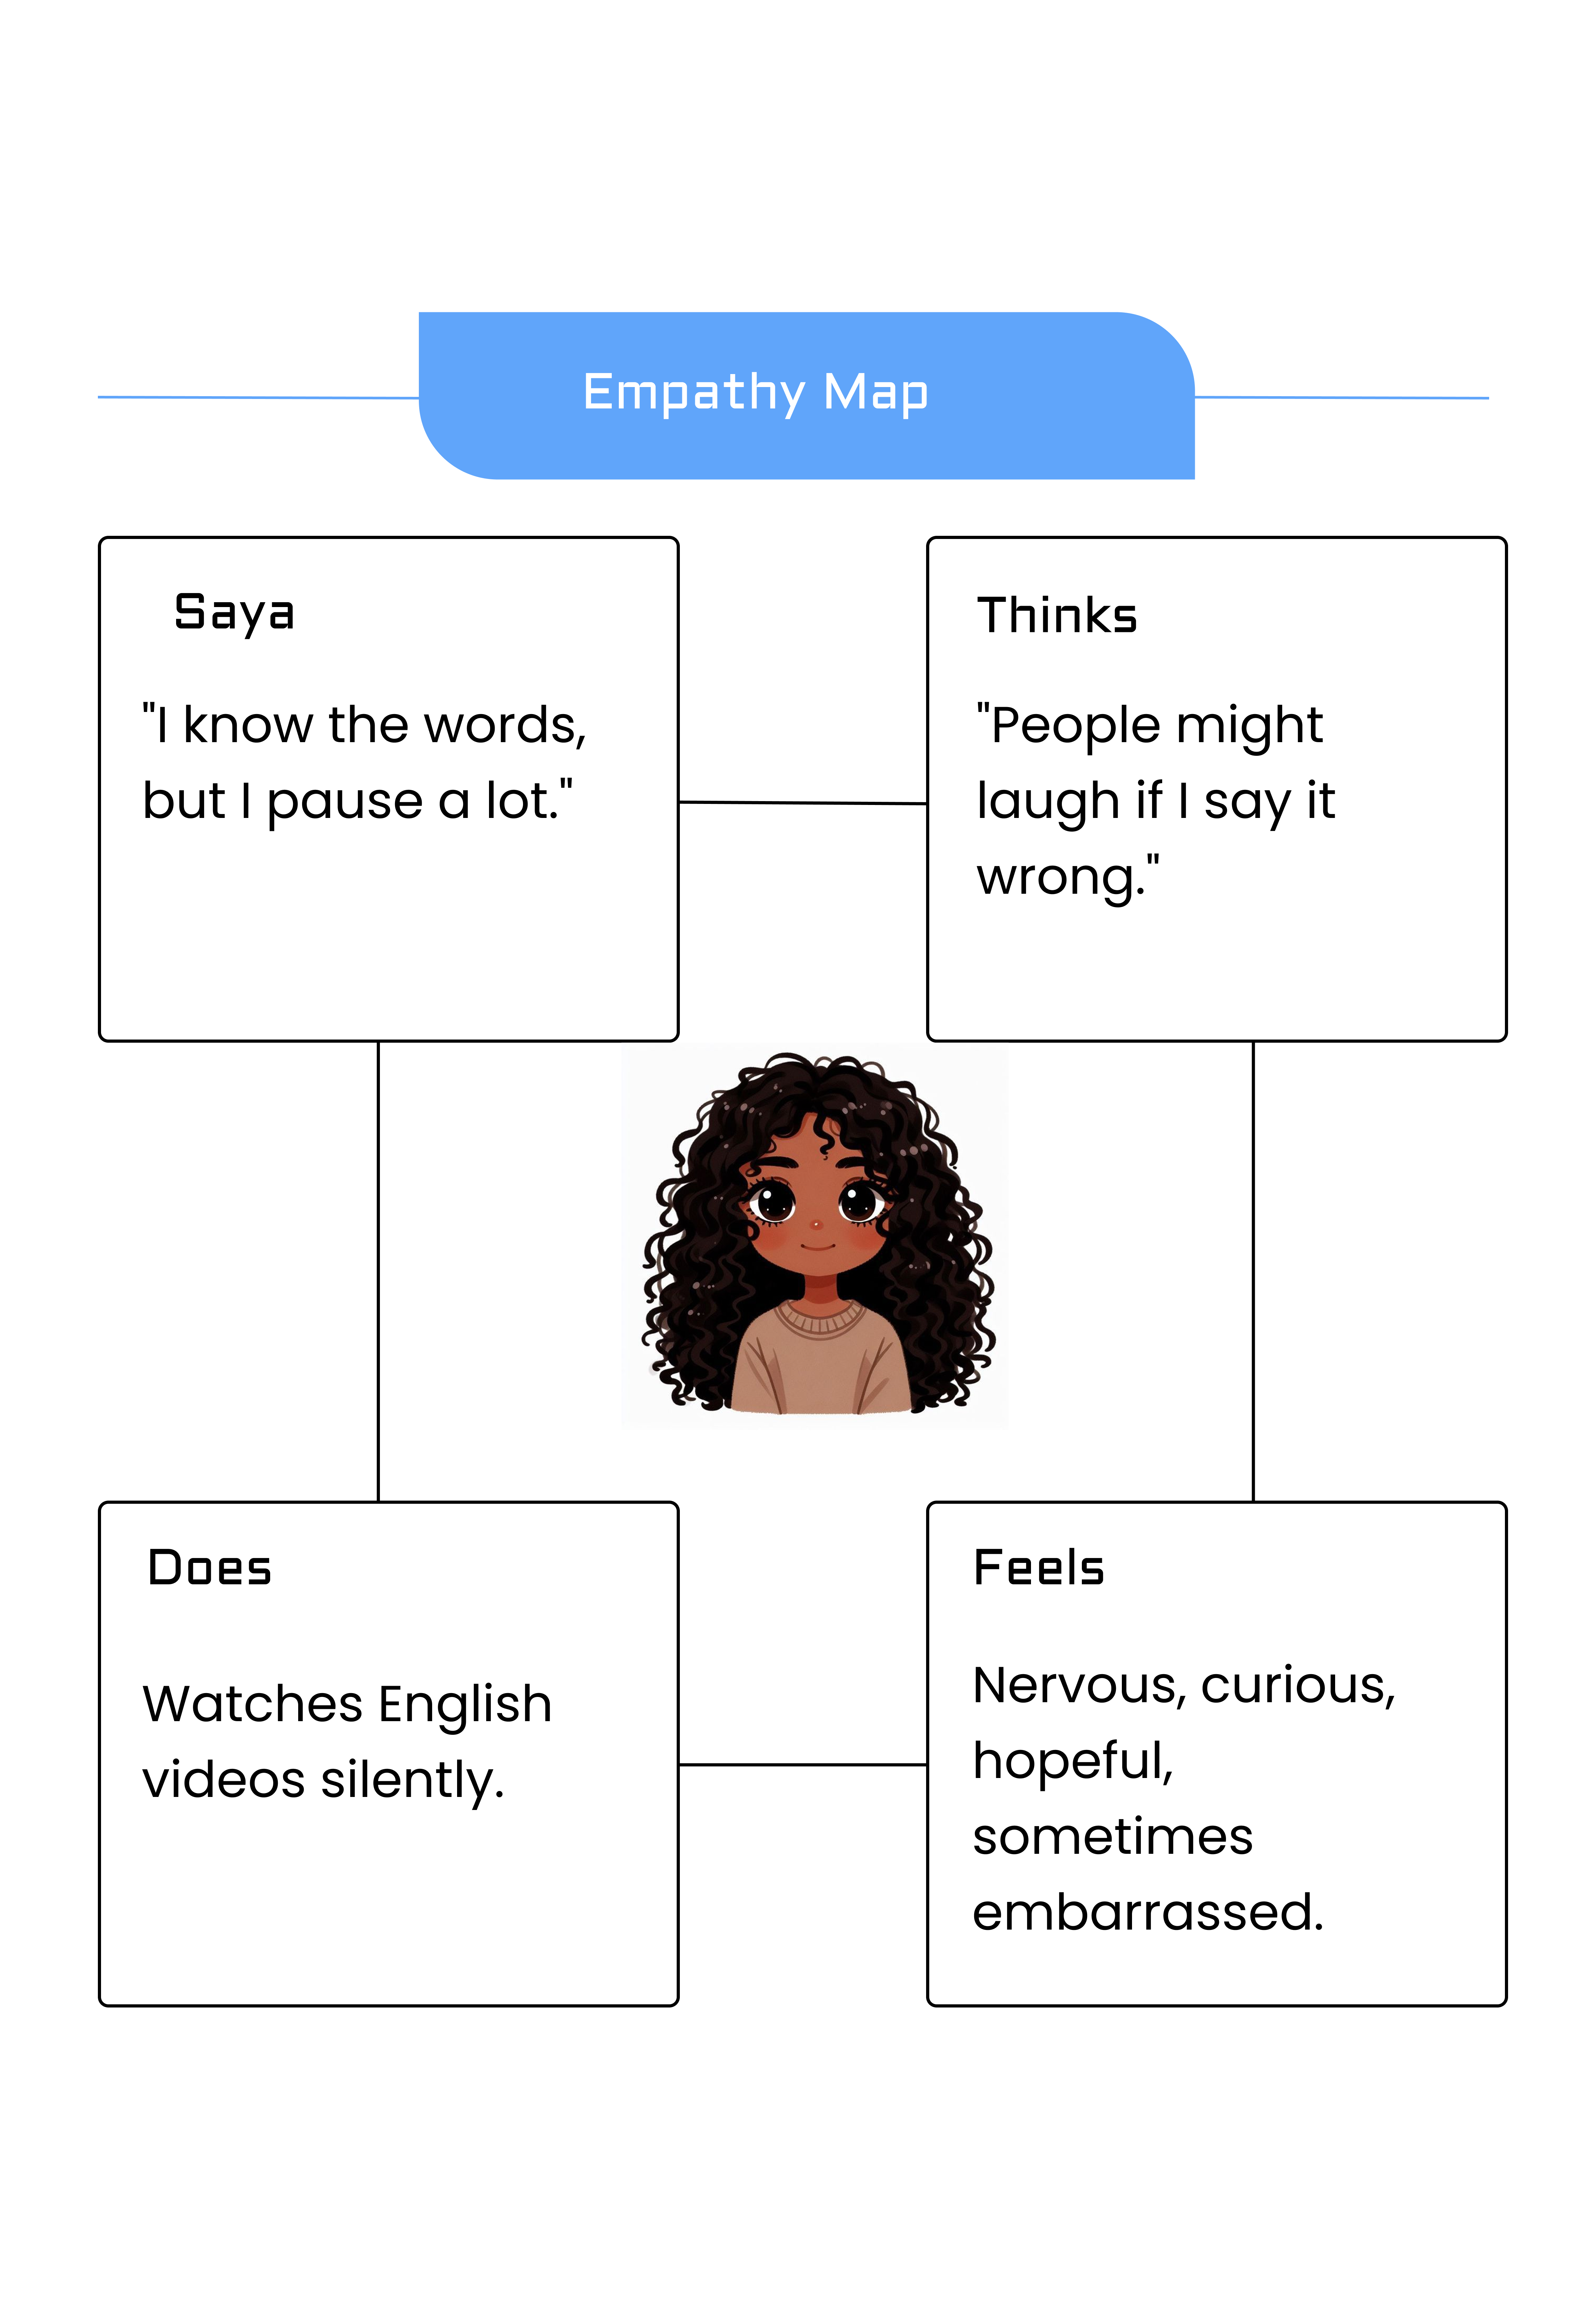 Empathy Map
Saya
"I know the words,
but I pause a lot."
Thinks
"People might
laugh if I say it
wrong."
Does
Watches English
videos silently.
Feels
Nervous, curious,
hopeful,
sometimes
embarrassed.